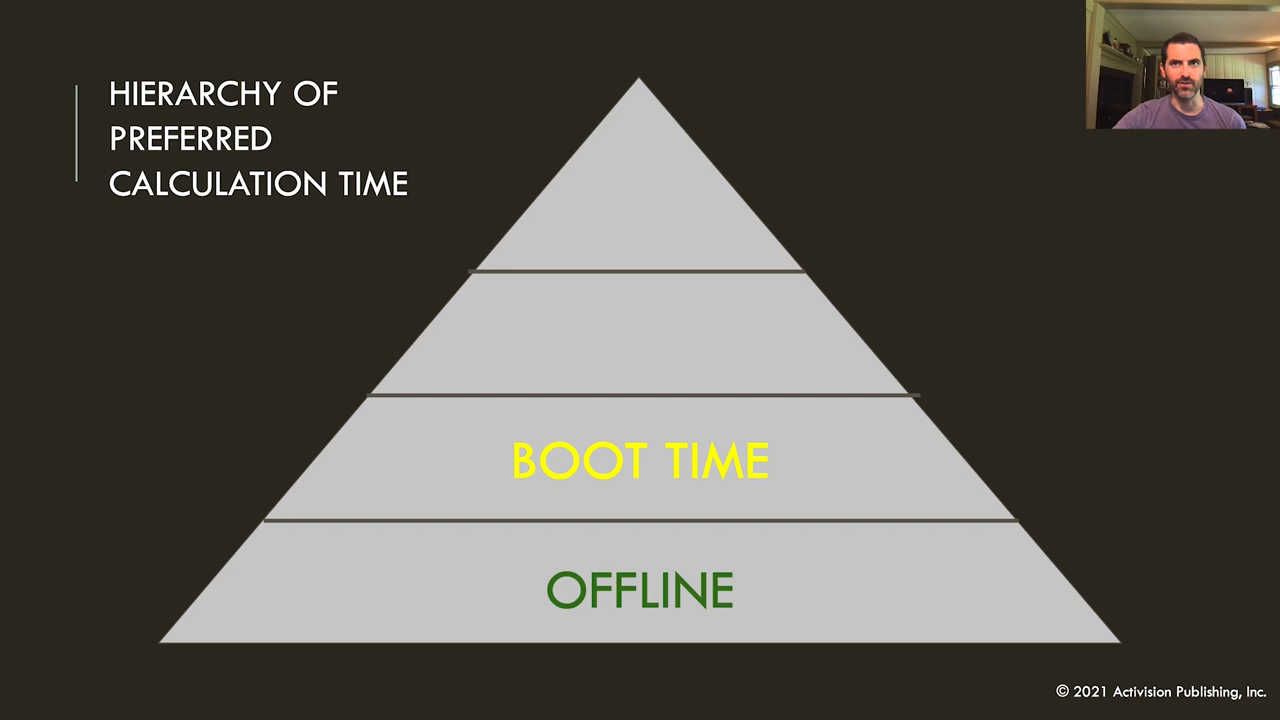 HIERARCHY OF
PREFERRED
CALCULATION TIME
BOOT TIME
OFFLINE
© 2021 Activision Publishing, Inc.